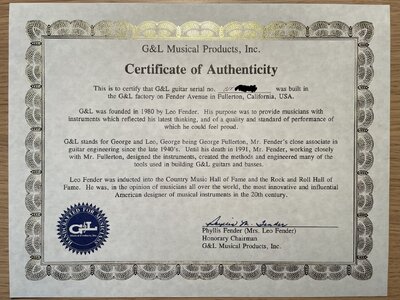 G&L Musical Products, Inc.
Certificate of Authenticity
This is to certify that G&L guitar serial no. was built in
the G&L factory on Fender Avenue in Fullerton, California, USA.
G&L was founded in 1980 by Leo Fender. His purpose was to provide musicians with
instruments which reflected his latest thinking, and of a quality and standard of performance of
which he could feel proud.
G&L stands for George and Leo, George being George Fullerton, Mr. Fender's close associate in
guitar engineering since the late 1940's. Until his death in 1991, Mr. Fender, working closely
with Mr. Fullerton, designed the instruments, created the methods and engineered many of the
tools used in building G&L guitars and basses.
Leo Fender was inducted into the Country Music Hall of Fame and the Rock and Roll Hall of
Fame. He was, in the opinion of musicians all over the world, the most innovative and influential
American designer of musical instruments in the 20th century.
G&L
Phyllis M. Fender
Phyllis Fender (Mrs. Leo Fender)
Honorary Chairman
G&L Musical Products, Inc.